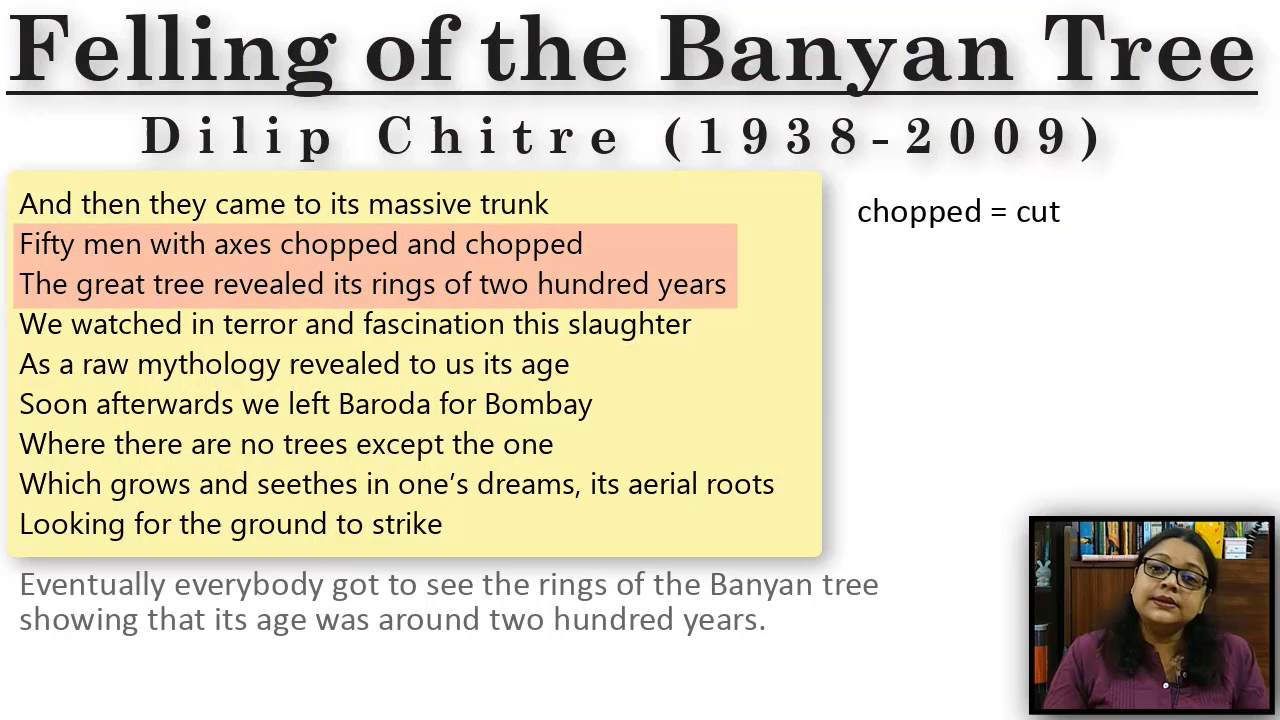 Felling of the Banyan Tree
Dilip Chitre (1938-2009)
And then they came to its massive trunk
Fifty men with axes chopped and chopped
The great tree revealed its rings of two hundred years
We watched in terror and fascination this slaughter
As a raw mythology revealed to us its age
Soon afterwards we left Baroda for Bombay
Where there are no trees except the one
Which grows and seethes in one’s dreams, its aerial roots
Looking for the ground to strike
chopped = cut
Eventually everybody got to see the rings of the Banyan tree
showing that its age was around two hundred years.